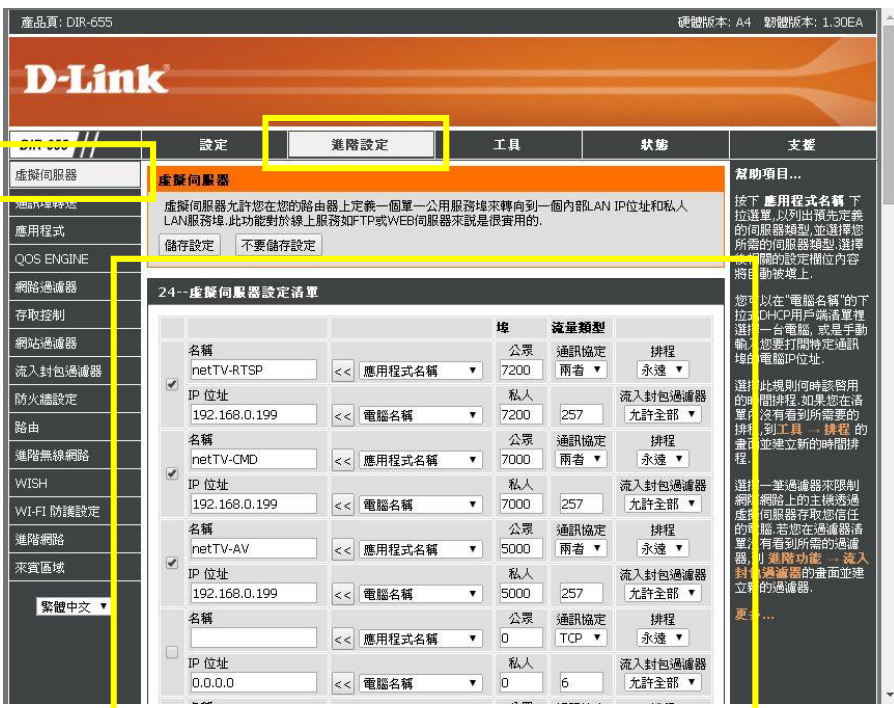 產品頁: DIR-655
硬體版本: A4 韌體版本: 1.30EA
D-Link
DIR-655
設定
進階設定
工具
狀態
支援
虛擬伺服器
通訊埠轉送
應用程式
QOS ENGINE
網路過濾器
存取控制
網站過濾器
流入封包過濾器
防火牆設定
路由
進階無線網路
WISH
WI-FI 防護設定
進階網路
來賓區域
繁體中文
虛擬伺服器
虛擬伺服器允許您在您的路由器上定義一個單一公用服務埠來轉向到一個內部LAN IP位址和私人
LAN服務埠.此功能對於線上服務如FTP或WEB伺服器來說是很實用的.
儲存設定 不要儲存設定
24--虛擬伺服器設定清單
埠 流量類型
名稱 公眾 通訊協定 排程
netTV-RTSP << 應用程式名稱 7200 兩者 永遠
IP 位址 私人 流入封包過濾器
192.168.0.199 << 電腦名稱 7200 257 允許全部
名稱 公眾 通訊協定 排程
netTV-CMD << 應用程式名稱 7000 兩者 永遠
IP 位址 私人 流入封包過濾器
192.168.0.199 << 電腦名稱 7000 257 允許全部
名稱 公眾 通訊協定 排程
netTV-AV << 應用程式名稱 5000 兩者 永遠
IP 位址 私人 流入封包過濾器
192.168.0.199 << 電腦名稱 5000 257 允許全部
名稱 公眾 通訊協定 排程
<< 應用程式名稱 0 TCP 永遠
IP 位址 私人 流入封包過濾器
0.0.0.0 << 電腦名稱 0 6 允許全部
幫助項目...
按下 應用程式名稱 下
拉選單,以列出預先定義
的伺服器類型,並選擇您
所需的伺服器類型.選擇
後相關的設定欄位內容
將自動被填上.
您可以在"電腦名稱"的下
拉式DHCP用戶端清單裡
選擇一台電腦, 或是手動
輸入您要打開特定通訊
埠的電腦IP位址.
選擇此規則何時該啓用
的時間排程.如果您在清
單內沒有看到所需要的
排程,到工具 → 排程 的
畫面並建立新的時間排
程.
選擇一筆過濾器來限制
網際網路上的主機透過
虛擬伺服器存取您信任
的電腦.若您在過濾器清
單沒有看到所需的過濾
器,到 進階功能 → 流入
封包過濾器的畫面並建
立新的過濾器.
更多...